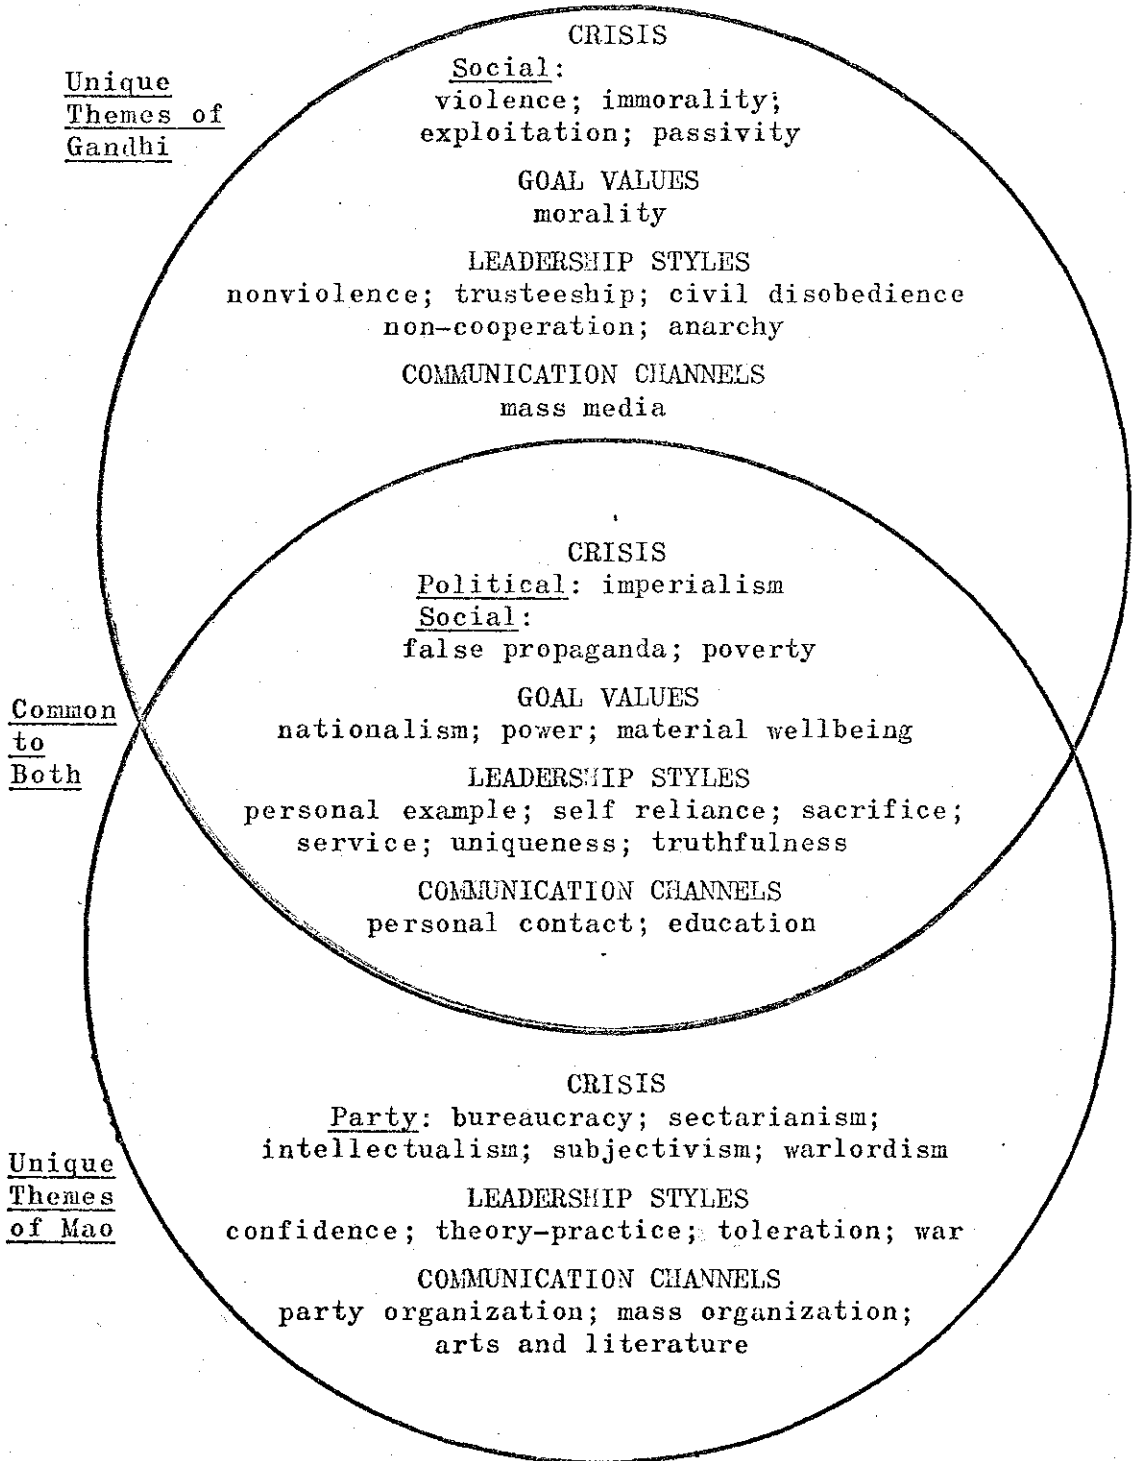 Unique
Themes of
Gandhi
CRISIS
Social:
violence; immorality;
exploitation; passivity
GOAL VALUES
morality
LEADERSHIP STYLES
nonviolence; trusteeship; civil disobedience
non-cooperation; anarchy
COMMUNICATION CHANNELS
mass media
Common
to
Both
CRISIS
Political: imperialism
Social:
false propaganda; poverty
GOAL VALUES
nationalism; power; material wellbeing
LEADERSHIP STYLES
personal example; self reliance; sacrifice;
service; uniqueness; truthfulness
COMMUNICATION CHANNELS
personal contact; education
Unique
Themes
of Mao
CRISIS
Party: bureaucracy; sectarianism;
intellectualism; subjectivism; warlordism
LEADERSHIP STYLES
confidence; theory-practice; toleration; war
COMMUNICATION CHANNELS
party organization; mass organization;
arts and literature